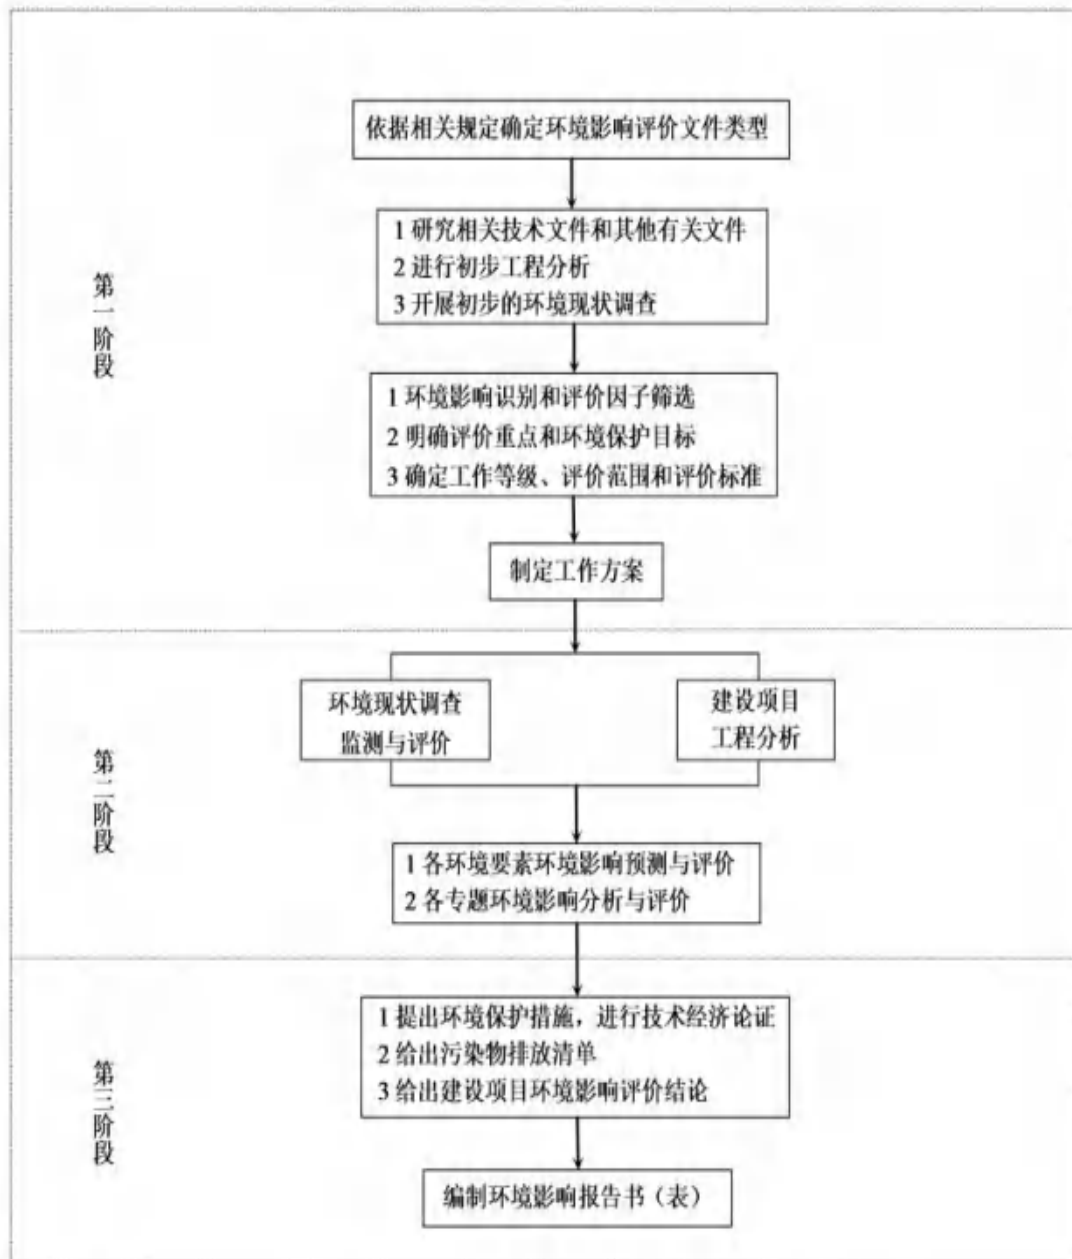 依据相关规定确定环境影响评价文件类型
1 研究相关技术文件和其他有关文件
2 进行初步工程分析
3 开展初步的环境现状调查
第一阶段
1 环境影响识别和评价因子筛选
2 明确评价重点和环境保护目标
3 确定工作等级、评价范围和评价标准
制定工作方案
环境现状调查
监测与评价
建设项目
工程分析
第二阶段
1 各环境要素环境影响预测与评价
2 各专题环境影响分析与评价
1 提出环境保护措施，进行技术经济论证
2 给出污染物排放清单
3 给出建设项目环境影响评价结论
第三阶段
编制环境影响报告书（表）